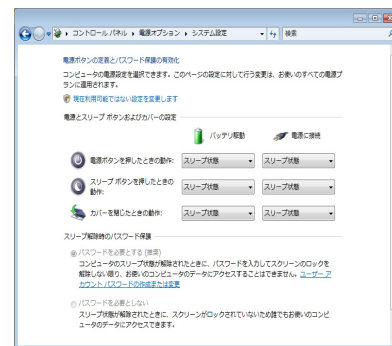 コントロール パネル ▸ 電源オプション ▸ システム設定
検索
電源ボタンの定義とパスワード保護の有効化
コンピュータの電源設定を選択できます。このページの設定に対して行う変更は、お使いのすべての電源プ
ランに適用されます。
現在利用可能ではない設定を変更します
電源とスリープ ボタンおよびカバーの設定
バッテリ駆動
電源に接続
電源ボタンを押したときの動作:
スリープ状態
スリープ状態
スリープ ボタンを押したときの
動作:
スリープ状態
スリープ状態
カバーを閉じたときの動作:
スリープ状態
スリープ状態
スリープ解除時のパスワード保護
パスワードを必要とする (推奨)
コンピュータのスリープ状態が解除されたときに、パスワードを入力してスクリーンのロックを
解除しない限り、お使いのコンピュータのデータにアクセスすることはできません。ユーザー ア
カウント パスワードの作成または変更
パスワードを必要としない
スリープ状態が解除されたときに、スクリーンがロックされていないため誰でもお使いのコンピ
ュータのデータにアクセスできます。